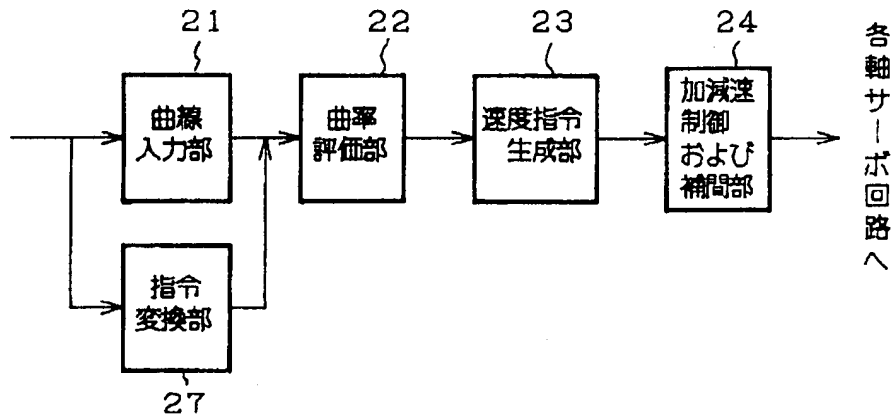 21
22
23
24
曲線
入力部
曲率
評価部
速度指令
生成部
加減速
制御
および
補間部
各軸サーボ回路へ
指令
変換部
27